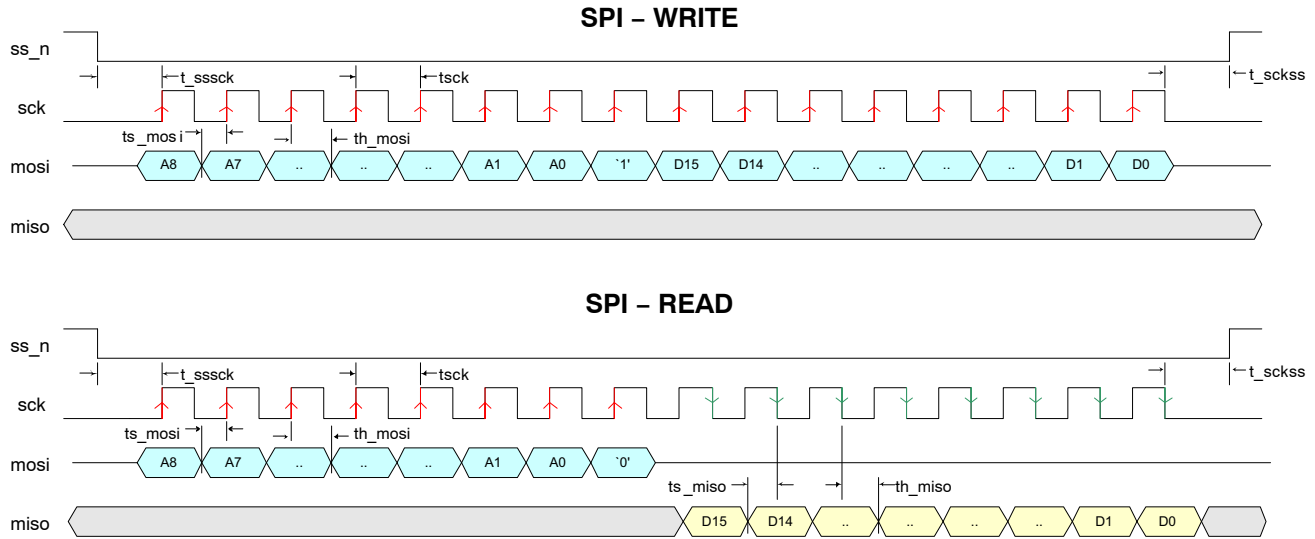 SPI – WRITE
ss_n
t_sssck tsck t_sckss
sck
ts_mos i th_mosi
mosi A8 A7 .. .. .. A1 A0 `1' D15 D14 .. .. .. .. D1 D0
miso
SPI – READ
ss_n
t_sssck tsck t_sckss
sck
ts_mosi th_mosi
mosi A8 A7 .. .. .. A1 A0 `0'
ts_miso th_miso
miso D15 D14 .. .. .. .. D1 D0